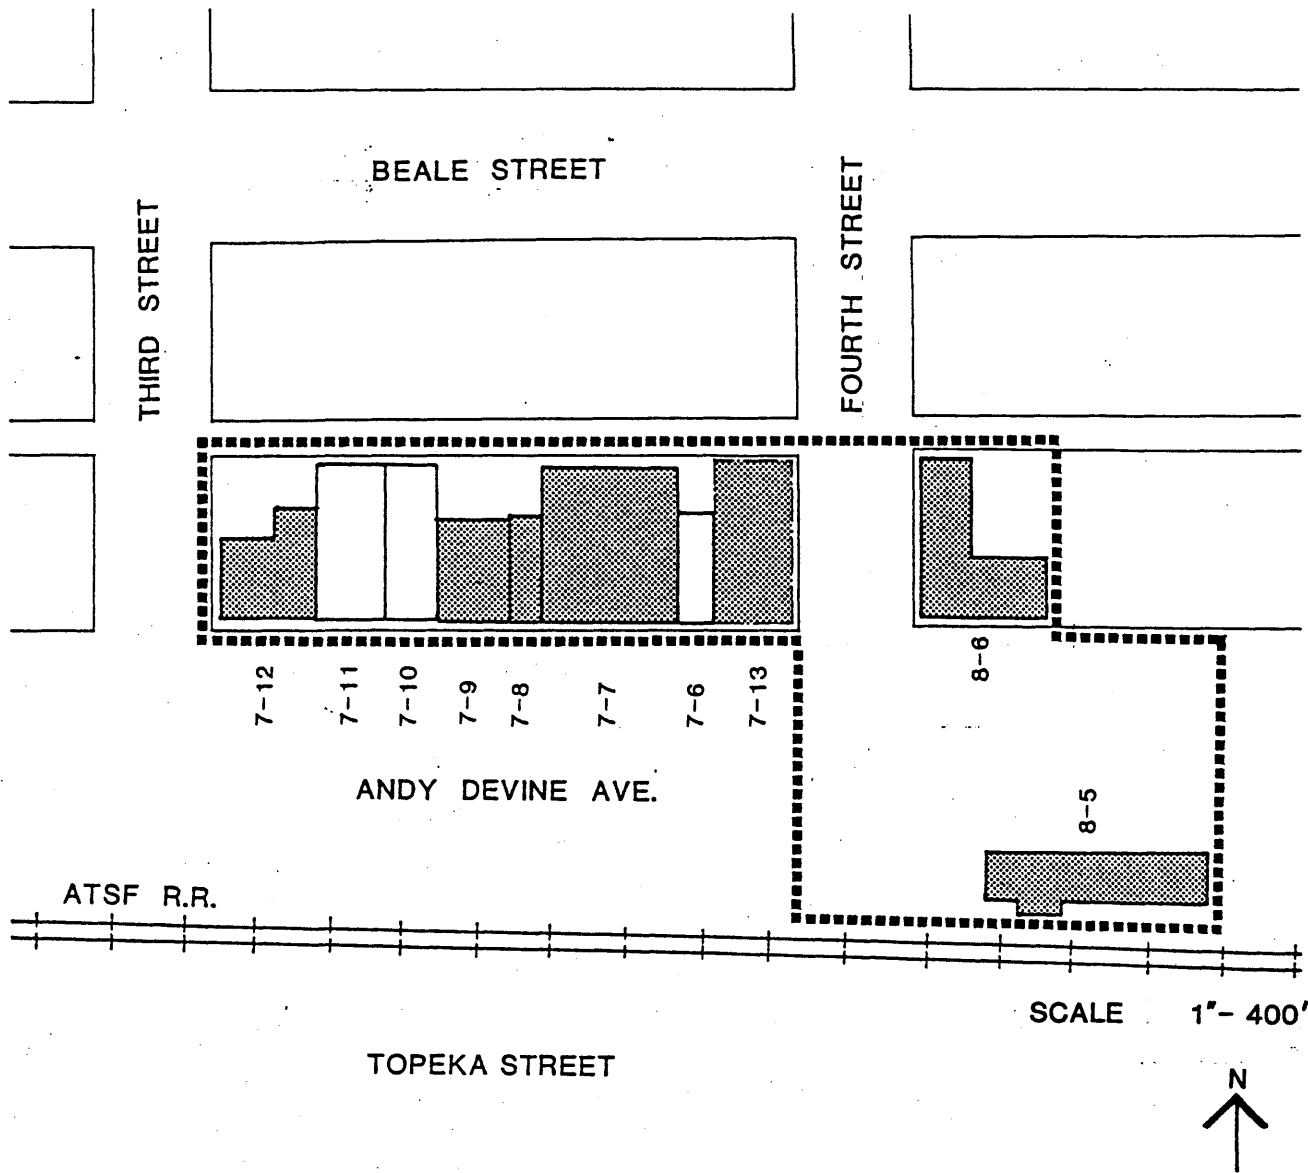 BEALE STREET
THIRD STREET
FOURTH STREET
7-12
7-11
7-10
7-9
7-8
7-7
7-6
7-13
8-6
ANDY DEVINE AVE.
8-5
ATSF R.R.
SCALE 1"- 400'
TOPEKA STREET
N